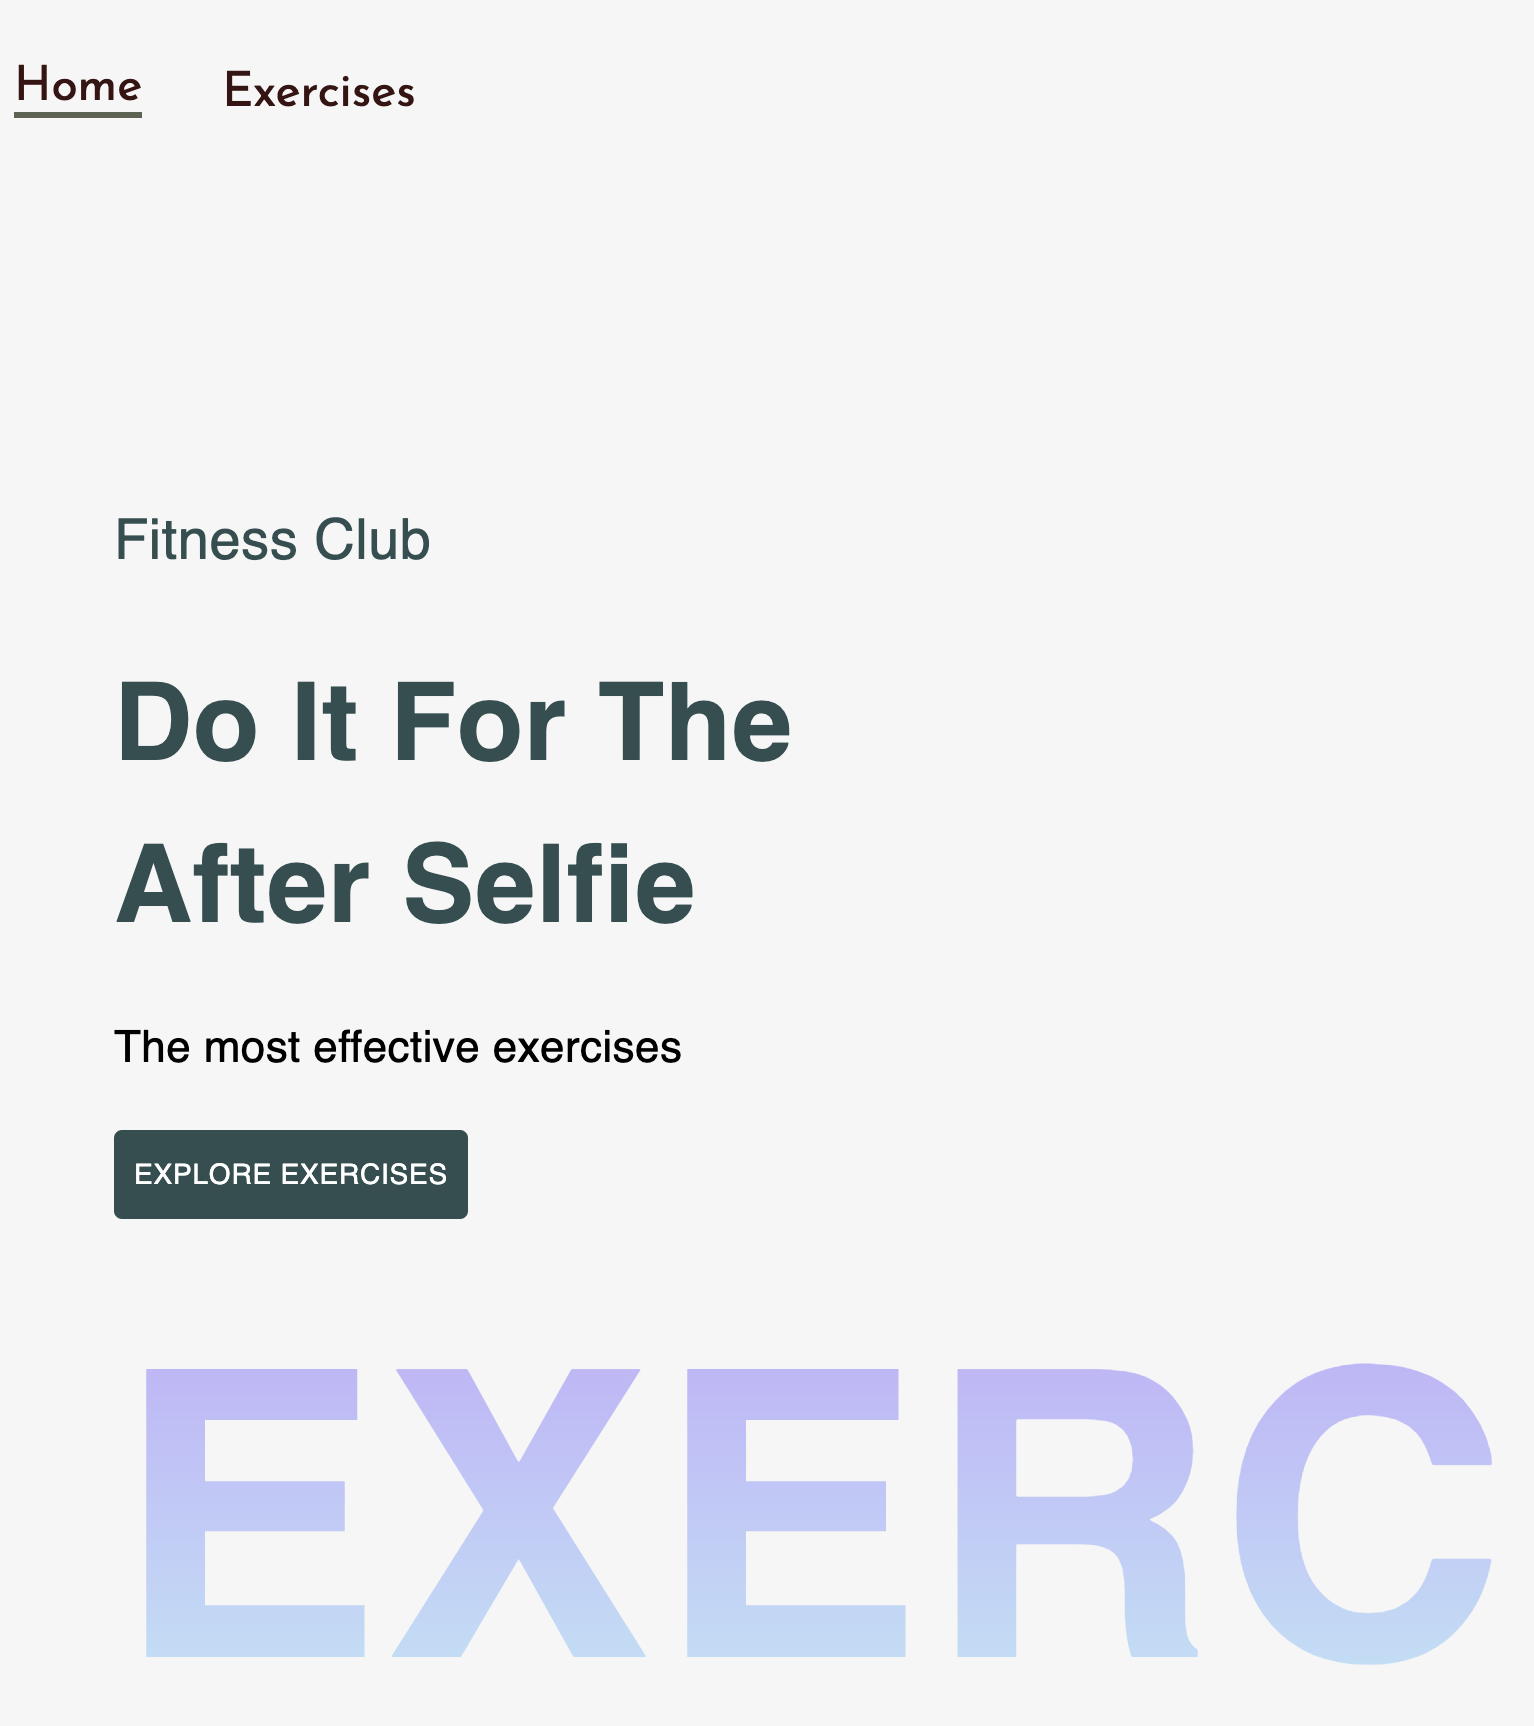 Home Exercises
Fitness Club
Do It For The
After Selfie
The most effective exercises
EXPLORE EXERCISES
EXERC